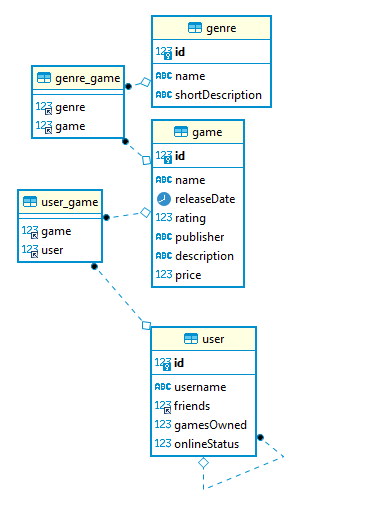 genre
123 id
ABC name
ABC shortDescription
genre_game
123 genre
123 game
game
123 id
ABC name
releaseDate
123 rating
ABC publisher
ABC description
123 price
user_game
123 game
123 user
user
123 id
ABC username
123 friends
123 gamesOwned
123 onlineStatus